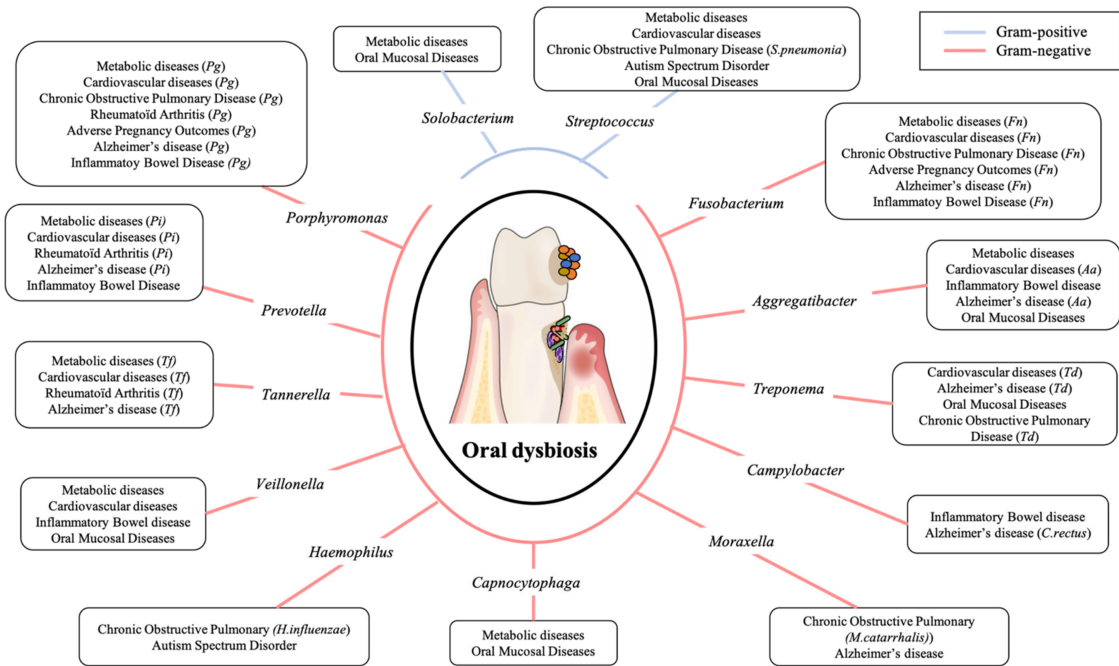 Metabolic diseases
Oral Mucosal Diseases
Solobacterium
Metabolic diseases
Cardiovascular diseases
Chronic Obstructive Pulmonary Disease (S.pneumonia)
Autism Spectrum Disorder
Oral Mucosal Diseases
Streptococcus
Gram-positive
Gram-negative
Metabolic diseases (Pg)
Cardiovascular diseases (Pg)
Chronic Obstructive Pulmonary Disease (Pg)
Rheumatoïd Arthritis (Pg)
Adverse Pregnancy Outcomes (Pg)
Alzheimer's disease (Pg)
Inflammatoy Bowel Disease (Pg)
Porphyromonas
Metabolic diseases (Fn)
Cardiovascular diseases (Fn)
Chronic Obstructive Pulmonary Disease (Fn)
Adverse Pregnancy Outcomes (Fn)
Alzheimer's disease (Fn)
Inflammatoy Bowel Disease (Fn)
Fusobacterium
Metabolic diseases (Pi)
Cardiovascular diseases (Pi)
Rheumatoïd Arthritis (Pi)
Alzheimer's disease (Pi)
Inflammatoy Bowel Disease
Prevotella
Metabolic diseases
Cardiovascular diseases (Aa)
Inflammatory Bowel disease
Alzheimer's disease (Aa)
Oral Mucosal Diseases
Aggregatibacter
Metabolic diseases (Tf)
Cardiovascular diseases (Tf)
Rheumatoïd Arthritis (Tf)
Alzheimer's disease (Tf)
Tannerella
Treponema
Cardiovascular diseases (Td)
Alzheimer's disease (Td)
Oral Mucosal Diseases
Chronic Obstructive Pulmonary
Disease (Td)
Oral dysbiosis
Veillonella
Metabolic diseases
Cardiovascular diseases
Inflammatory Bowel disease
Oral Mucosal Diseases
Campylobacter
Inflammatory Bowel disease
Alzheimer's disease (C.rectus)
Haemophilus
Chronic Obstructive Pulmonary (H.influenzae)
Autism Spectrum Disorder
Capnocytophaga
Metabolic diseases
Oral Mucosal Diseases
Moraxella
Chronic Obstructive Pulmonary
(M.catarrhalis))
Alzheimer's disease